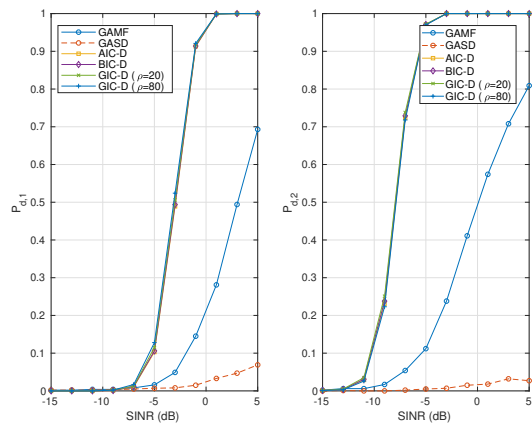 1
0.9
0.8
0.7
0.6
0.5
0.4
0.3
0.2
0.1
0
P_{d,1}
-15 -10 -5 0 5
SINR (dB)
GAMF
GASD
AIC-D
BIC-D
GIC-D ( ρ=20)
GIC-D ( ρ=80)
1
0.9
0.8
0.7
0.6
0.5
0.4
0.3
0.2
0.1
0
P_{d,2}
-15 -10 -5 0 5
SINR (dB)
GAMF
GASD
AIC-D
BIC-D
GIC-D ( ρ=20)
GIC-D ( ρ=80)